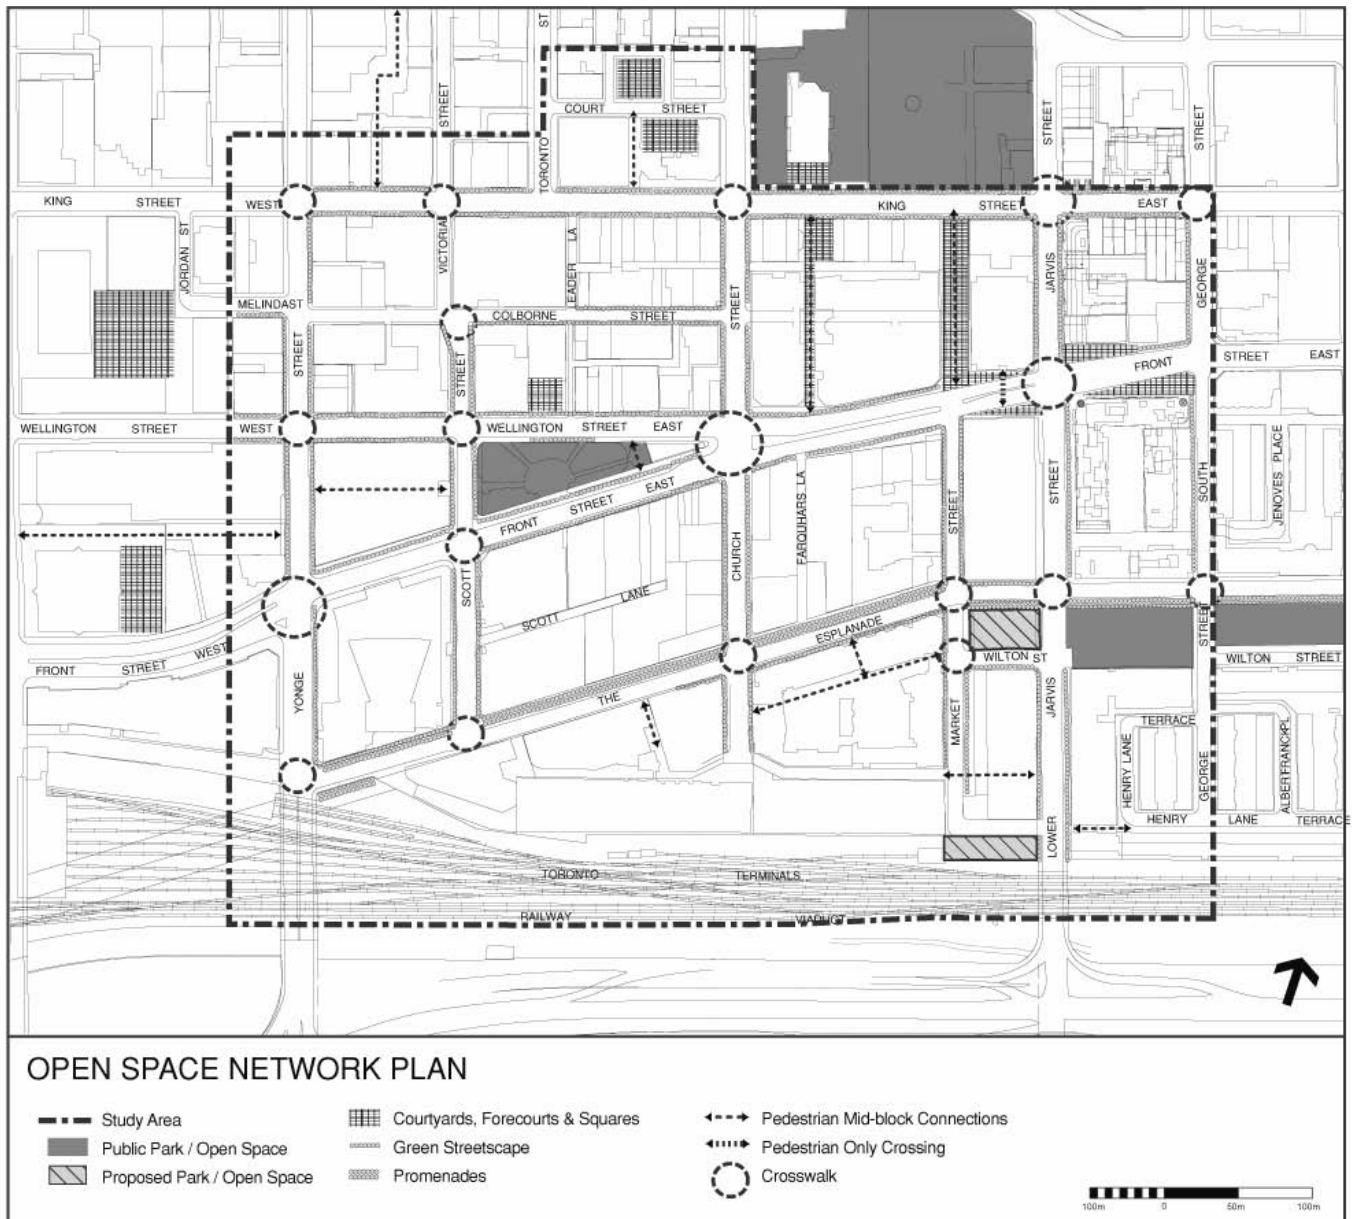 ST
STREET
STREET
STREET
COURT STREET
TORONTO
KING STREET WEST
KING STREET EAST
JORDAN ST
VICTORIA
LEADER LA
JARVIS
GEORGE
MELINDAST
COLBORNE STREET
STREET
STREET
STREET
FRONT STREET EAST
WELLINGTON STREET WEST
WELLINGTON STREET EAST
FRONT STREET EAST
FARQUHARS LA
STREET
STREET
SOUTH
JENOVES PLACE
CHURCH
SCOTT
SCOTT LANE
THE ESPLANADE
STREET
FRONT STREET WEST
WILTON ST
WILTON STREET
YONGE
MARKET
JARVIS
TERRACE
HENRY LANE
GEORGE
ALBERT FRANCK PL
HENRY LANE TERRACE
LOWER
TORONTO TERMINALS
RAILWAY VIADUCT
OPEN SPACE NETWORK PLAN
Study Area
Public Park / Open Space
Proposed Park / Open Space
Courtyards, Forecourts & Squares
Green Streetscape
Promenades
Pedestrian Mid-block Connections
Pedestrian Only Crossing
Crosswalk
100m 0 50m 100m